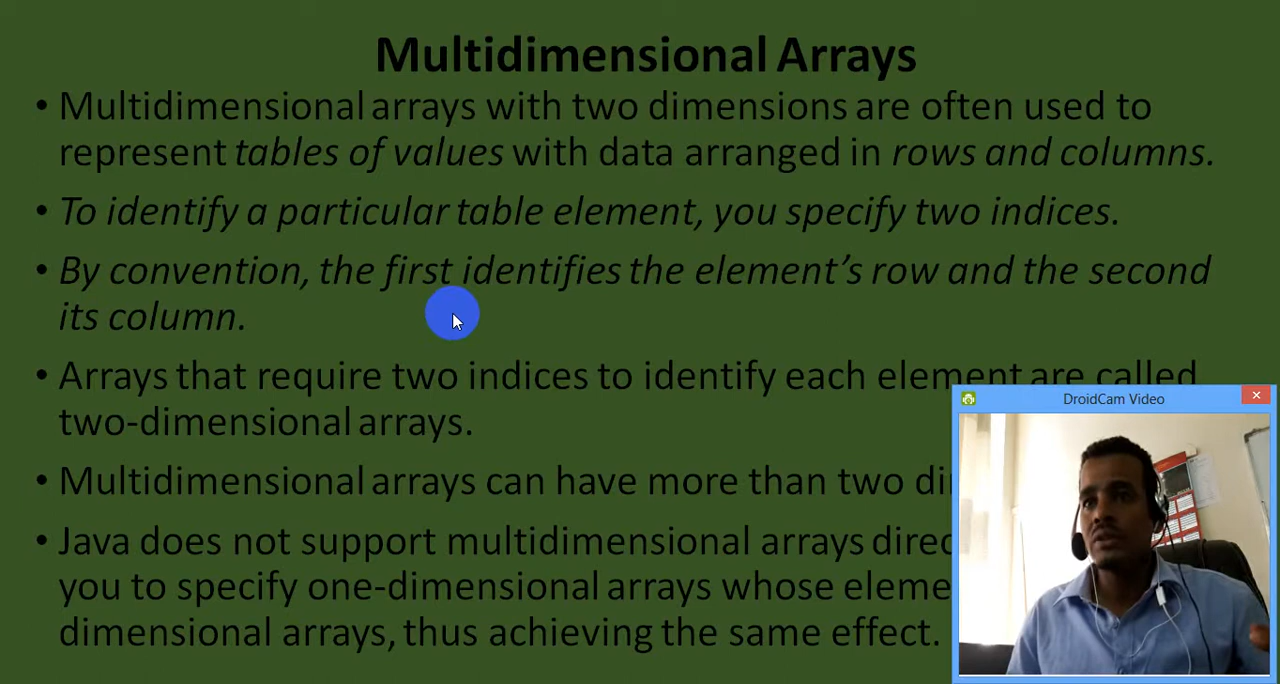 Multidimensional Arrays
• Multidimensional arrays with two dimensions are often used to
represent tables of values with data arranged in rows and columns.
• To identify a particular table element, you specify two indices.
• By convention, the first identifies the element's row and the second
its column.
• Arrays that require two indices to identify each element are called
two-dimensional arrays.
DroidCam Video
• Multidimensional arrays can have more than two
• Java does not support multidimensional arrays
you to specify one-dimensional arrays whose
dimensional arrays, thus achieving the same effect.